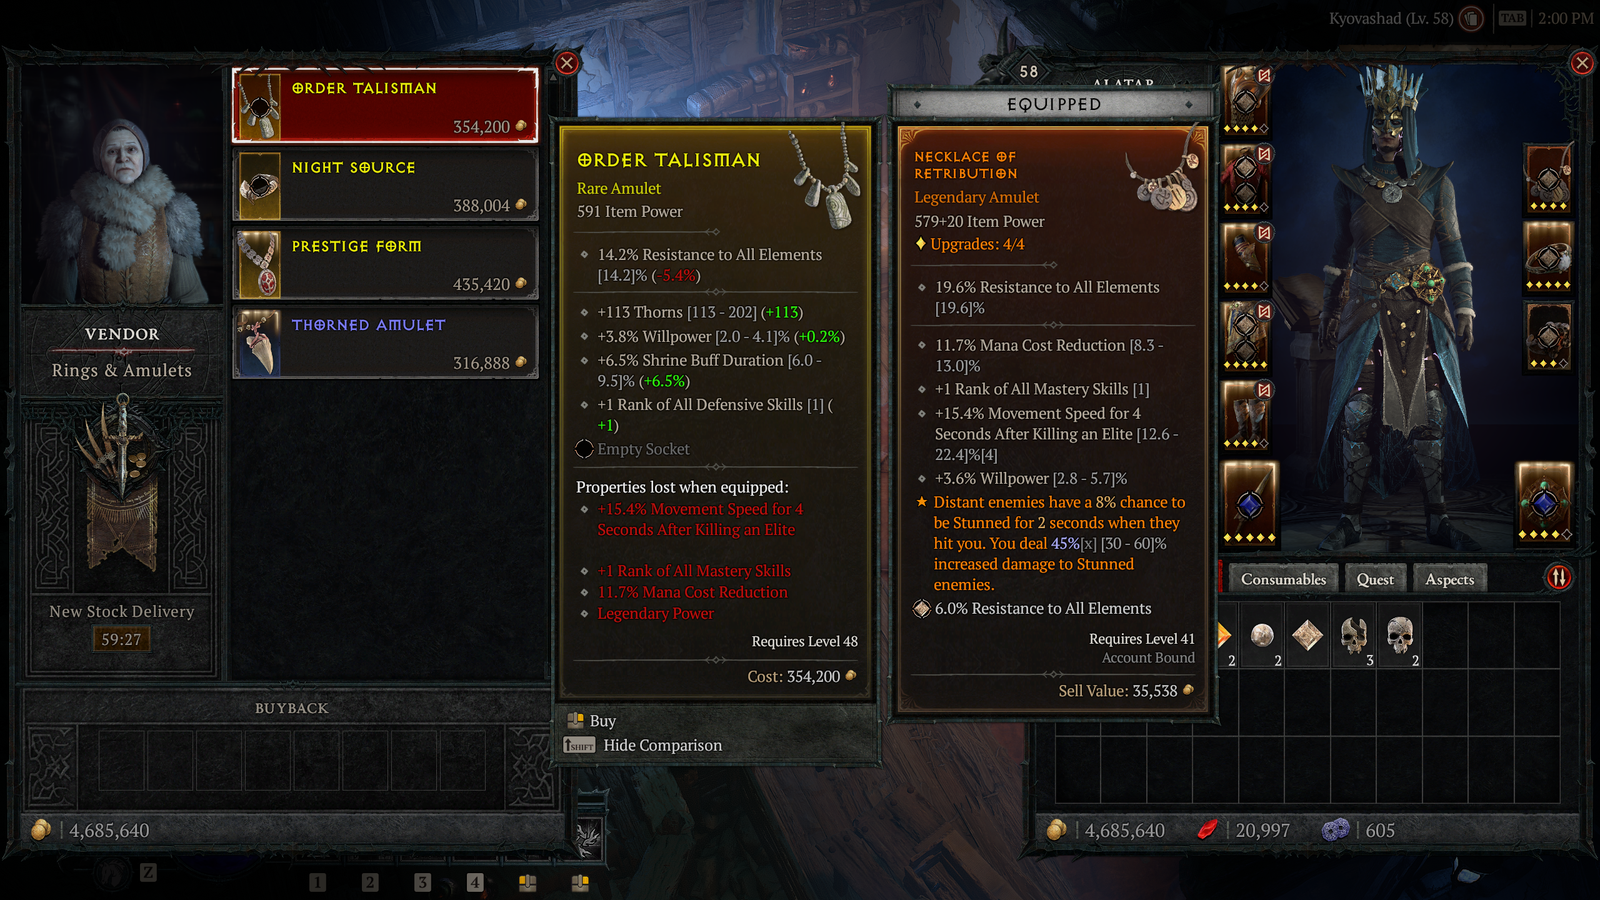 Kyovashad (Lv. 58)
TAB
2:00 PM
ORDER TALISMAN
354,200
NIGHT SOURCE
388,004
PRESTIGE FORM
435,420
THORNED AMULET
316,888
VENDOR
Rings & Amulets
New Stock Delivery
59:27
BUYBACK
4,685,640
ORDER TALISMAN
Rare Amulet
591 Item Power
14.2% Resistance to All Elements
[14.2]% (-5.4%)
+113 Thorns [113 - 202] (+113)
+3.8% Willpower [2.0 - 4.1]% (+0.2%)
+6.5% Shrine Buff Duration [6.0 -
9.5]% (+6.5%)
+1 Rank of All Defensive Skills [1] (
+1)
Empty Socket
Properties lost when equipped:
+15.4% Movement Speed for 4
Seconds After Killing an Elite
+1 Rank of All Mastery Skills
11.7% Mana Cost Reduction
Legendary Power
Requires Level 48
Cost: 354,200
Buy
SHIFT
Hide Comparison
58
EQUIPPED
NECKLACE OF
RETRIBUTION
Legendary Amulet
579+20 Item Power
Upgrades: 4/4
19.6% Resistance to All Elements
[19.6]%
11.7% Mana Cost Reduction [8.3 -
13.0]%
+1 Rank of All Mastery Skills [1]
+15.4% Movement Speed for 4
Seconds After Killing an Elite [12.6 -
22.4]%[4]
+3.6% Willpower [2.8 - 5.7]%
Distant enemies have a 8% chance to
be Stunned for 2 seconds when they
hit you. You deal 45%[x] [30 - 60]%
increased damage to Stunned
enemies.
6.0% Resistance to All Elements
Requires Level 41
Account Bound
Sell Value: 35,538
Consumables
Quest
Aspects
2
2
3
2
4,685,640
20,997
605
Z
1
2
3
4